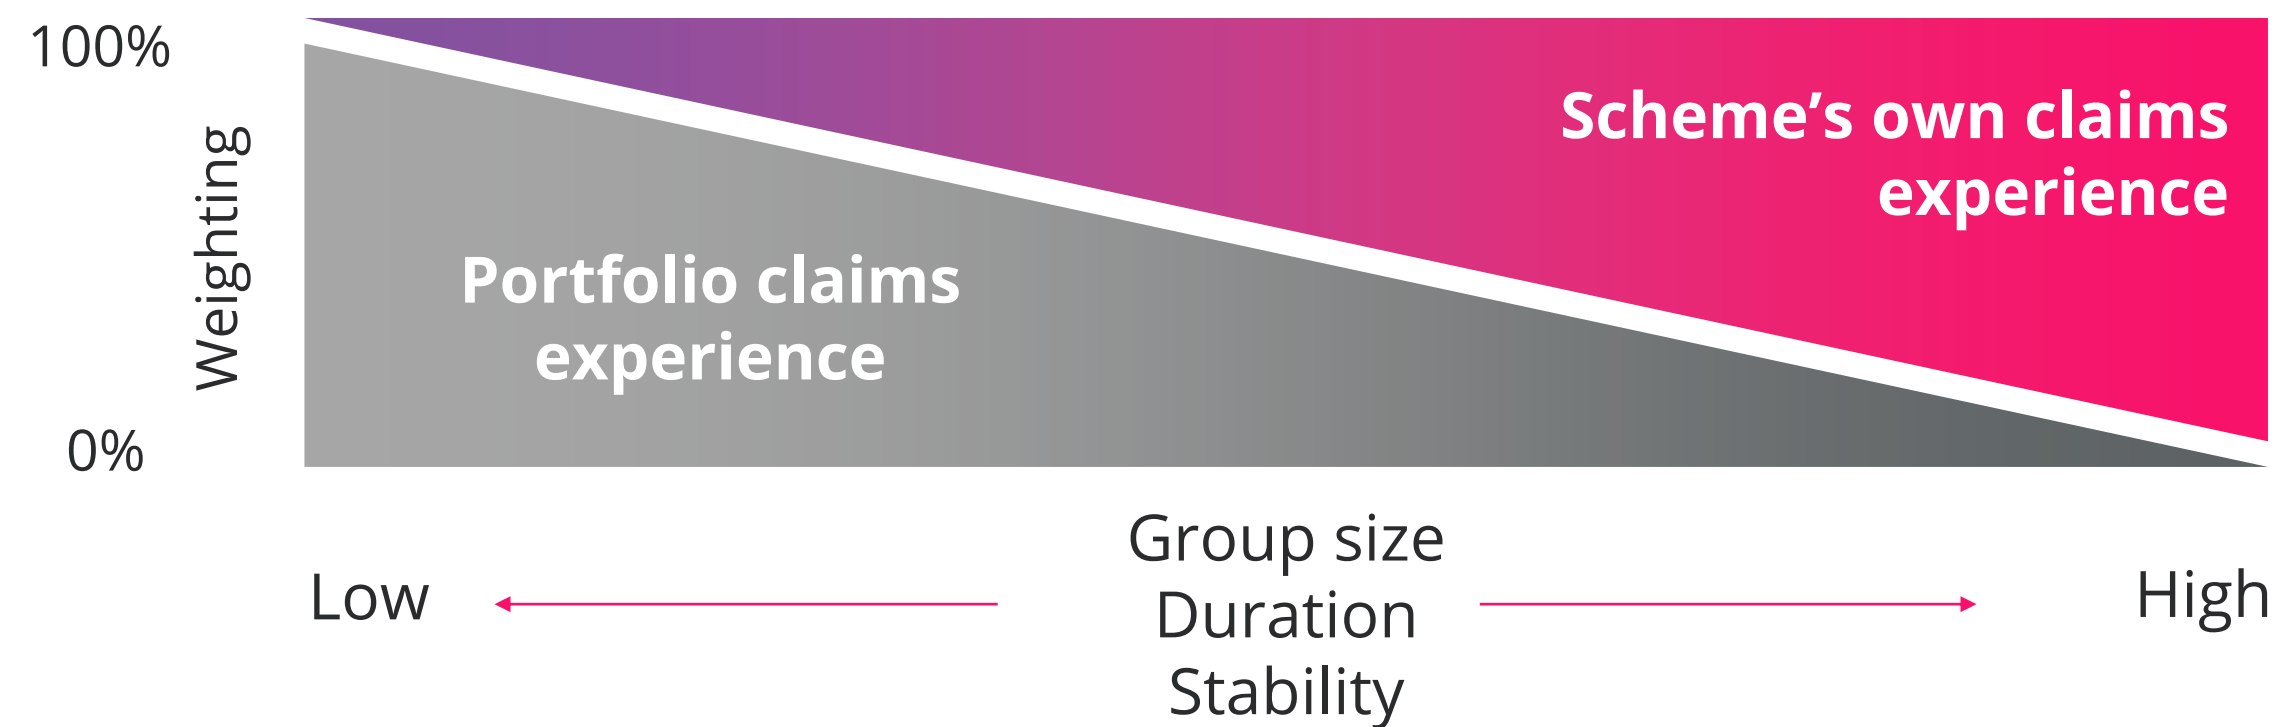 100%
Weighting
0%
Portfolio claims
experience
Scheme’s own claims
experience
Low
Group size
Duration
Stability
High